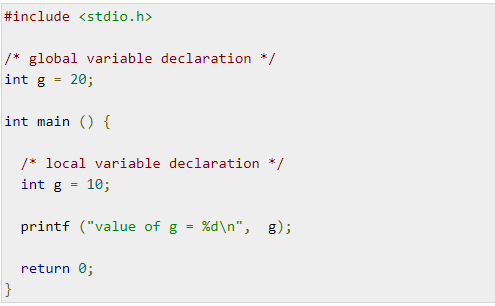 #include <stdio.h>
/* global variable declaration */
int g = 20;
int main () {
/* local variable declaration */
int g = 10;
printf ("value of g = %d\n",  g);
return 0;
}